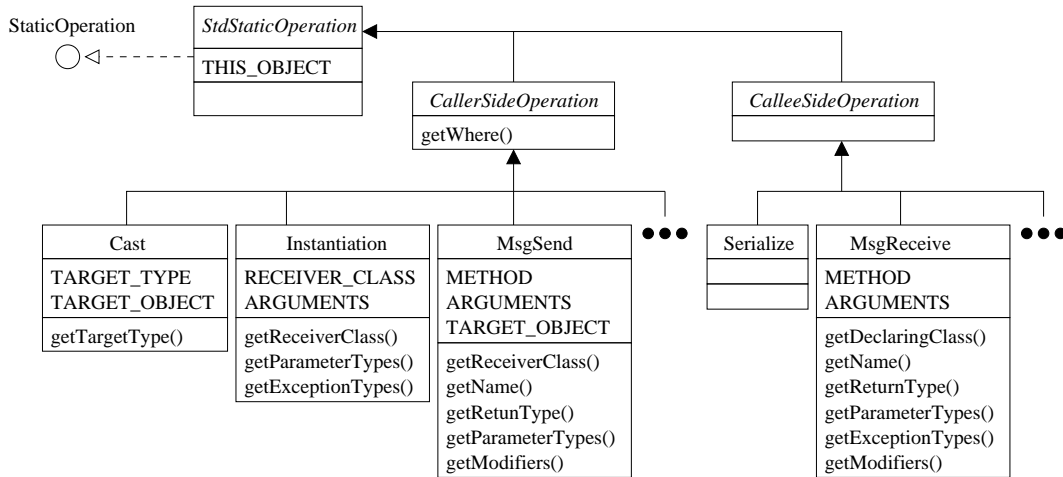 StaticOperation
StdStaticOperation
THIS_OBJECT
CallerSideOperation
getWhere()
CalleeSideOperation
Cast
TARGET_TYPE
TARGET_OBJECT
getTargetType()
Instantiation
RECEIVER_CLASS
ARGUMENTS
getReceiverClass()
getParameterTypes()
getExceptionTypes()
MsgSend
METHOD
ARGUMENTS
TARGET_OBJECT
getReceiverClass()
getName()
getRetunType()
getParameterTypes()
getModifiers()
Serialize
MsgReceive
METHOD
ARGUMENTS
getDeclaringClass()
getName()
getReturnType()
getParameterTypes()
getExceptionTypes()
getModifiers()